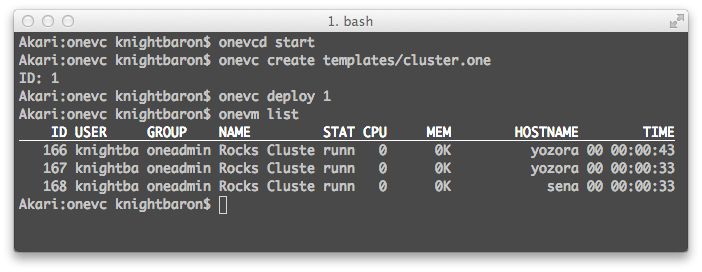 1. bash
Akari:onevc knightbaron$ onevcd start
Akari:onevc knightbaron$ onevc create templates/cluster.one
ID: 1
Akari:onevc knightbaron$ onevc deploy 1
Akari:onevc knightbaron$ onevm list
ID USER GROUP NAME STAT CPU MEM HOSTNAME TIME
166 knightba oneadmin Rocks Cluste runn 0 0K yozora 00 00:00:43
167 knightba oneadmin Rocks Cluste runn 0 0K yozora 00 00:00:33
168 knightba oneadmin Rocks Cluste runn 0 0K sena 00 00:00:33
Akari:onevc knightbaron$